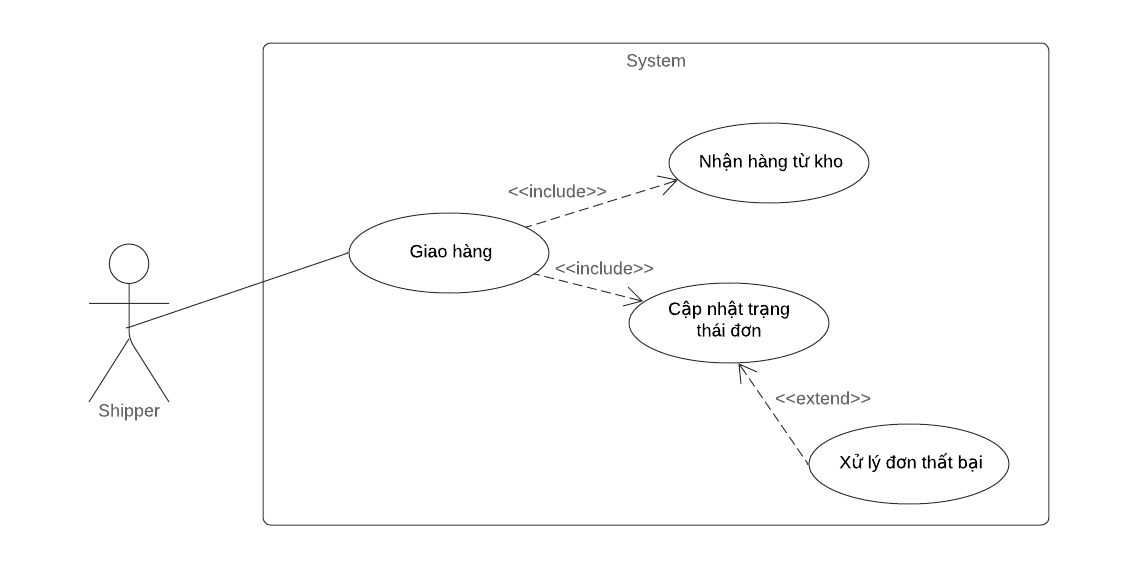 System
Nhận hàng từ kho
<<include>>
Giao hàng
<<include>>
Cập nhật trạng
thái đơn
<<extend>>
Shipper
Xử lý đơn thất bại